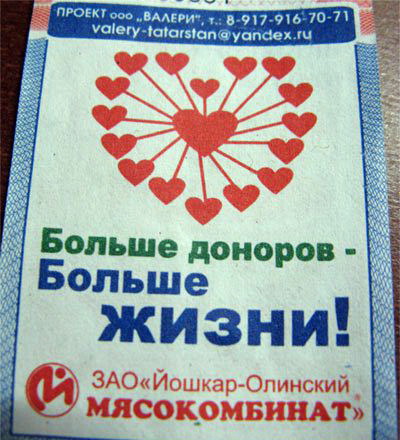 ПРОЕКТ ООО „ВАЛЕРИ", т.: 8-917-916-70-71
valery-tatarstan@yandex.ru
Больше доноров -
Больше
жизни!
ЗАО«Йошкар-Олинский
МЯСОКОМБИНАТ»